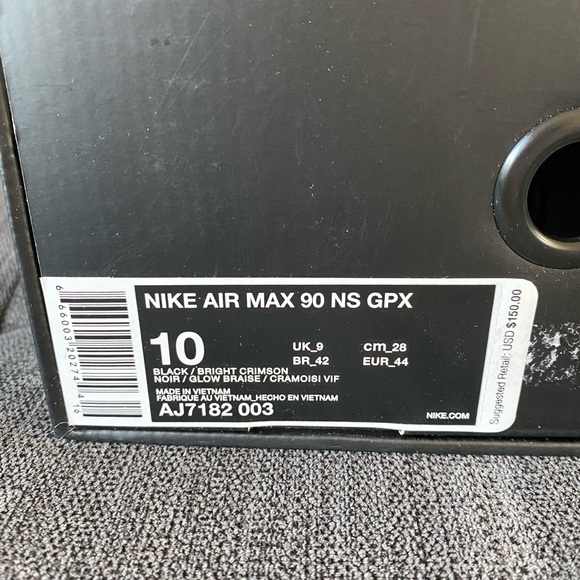 NIKE AIR MAX 90 NS GPX
10
UK_9
cm_28
BR_42
EUR_44
BLACK / BRIGHT CRIMSON
NOIR / GLOW BRAISE / CRAMOISI VIF
MADE IN VIETNAM
FABRIQUE AU VIETNAM_HECHO EN VIETNAM
AJ7182 003
NIKE.COM
Suggested Retail: USD $150.00